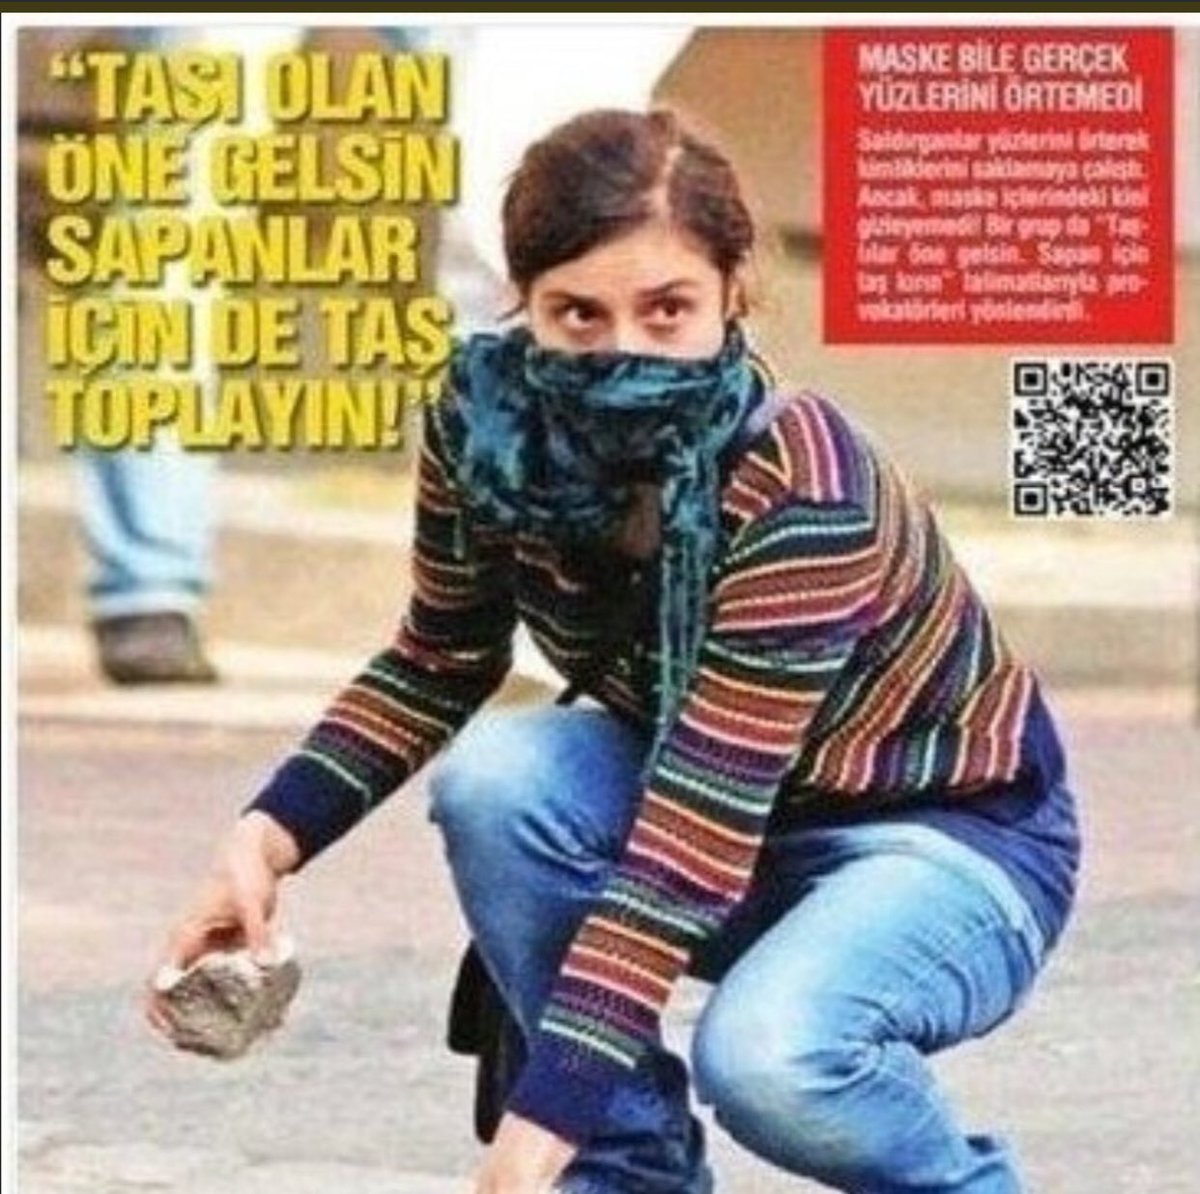 “TAŞI OLAN
ÖNE GELSİN
SAPANLAR
İÇİN DE TAŞ
TOPLAYIN!”
MASKE BİLE GERÇEK
YÜZLERİNİ ÖRTEMEDİ
Saldırganlar yüzlerini örterek
kimliklerini saklamaya çalıştı.
Ancak, maske içlerindeki kini
gizleyemedi! Bir grup da “Taş-
lılar öne gelsin. Sapan için
taş kırın” talimatlarıyla pro-
vokatörleri yönlendirdi.